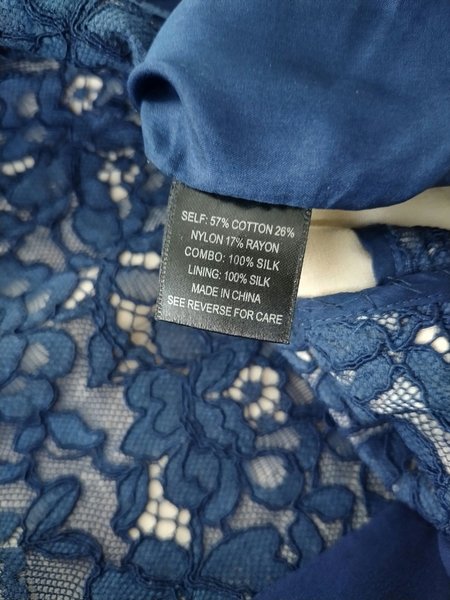 SELF: 57% COTTON 26%
NYLON 17% RAYON
COMBO: 100% SILK
LINING: 100% SILK
MADE IN CHINA
SEE REVERSE FOR CARE